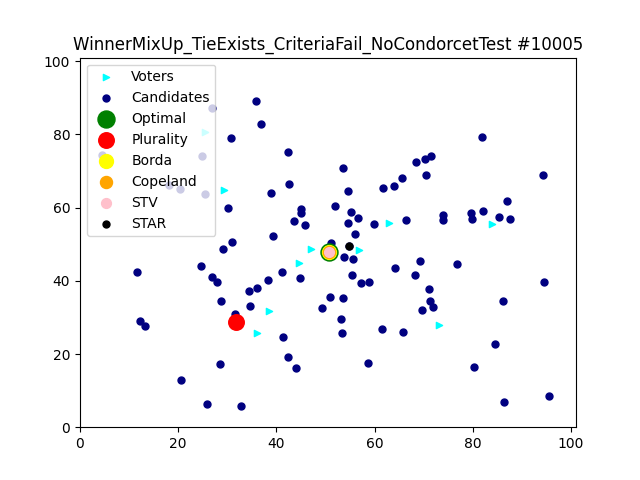 WinnerMixUp_TieExists_CriteriaFail_NoCondorcetTest #10005
100
80
60
40
20
0
0 20 40 60 80 100
Voters
Candidates
Optimal
Plurality
Borda
Copeland
STV
STAR